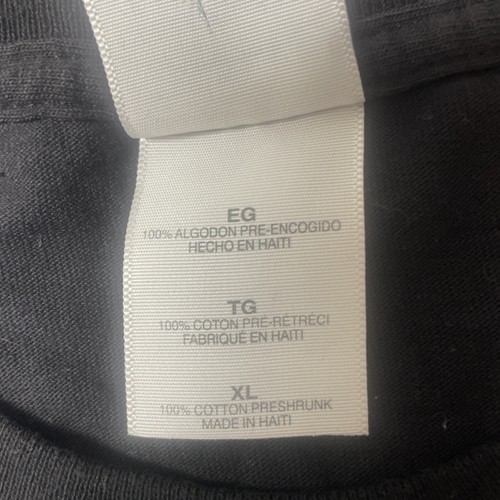 EG
100% ALGODON PRE-ENCOGIDO
HECHO EN HAITI
TG
100% COTON PRÉ-RÉTRÉCI
FABRIQUÉ EN HAITI
XL
100% COTTON PRESHRUNK
MADE IN HAITI